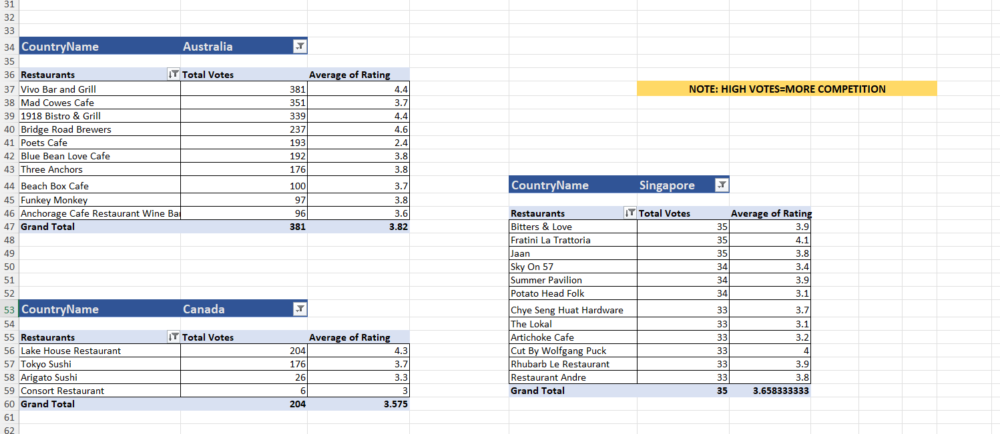 31
32
33
34 CountryName Australia
35
36 Restaurants Total Votes Average of Rating
37 Vivo Bar and Grill 381 4.4 NOTE: HIGH VOTES=MORE COMPETITION
38 Mad Cowes Cafe 351 3.7
39 1918 Bistro & Grill 339 4.4
40 Bridge Road Brewers 237 4.6
41 Poets Cafe 193 2.4
42 Blue Bean Love Cafe 192 3.8
43 Three Anchors 176 3.8
44 Beach Box Cafe 100 3.7 CountryName Singapore
45 Funkey Monkey 97 3.8
46 Anchorage Cafe Restaurant Wine Bar 96 3.6 Restaurants Total Votes Average of Rating
47 Grand Total 381 3.82 Bitters & Love 35 3.9
48 Fratini La Trattoria 35 4.1
49 Jaan 35 3.8
50 Sky On 57 34 3.4
51 Summer Pavilion 34 3.9
52 Potato Head Folk 34 3.1
53 CountryName Canada Chye Seng Huat Hardware 33 3.7
54 The Lokal 33 3.1
55 Restaurants Total Votes Average of Rating Artichoke Cafe 33 3.2
56 Lake House Restaurant 204 4.3 Cut By Wolfgang Puck 33 4
57 Tokyo Sushi 176 3.7 Rhubarb Le Restaurant 33 3.9
58 Arigato Sushi 26 3.3 Restaurant Andre 33 3.8
59 Consort Restaurant 6 3 Grand Total 35 3.658333333
60 Grand Total 204 3.575
61
62